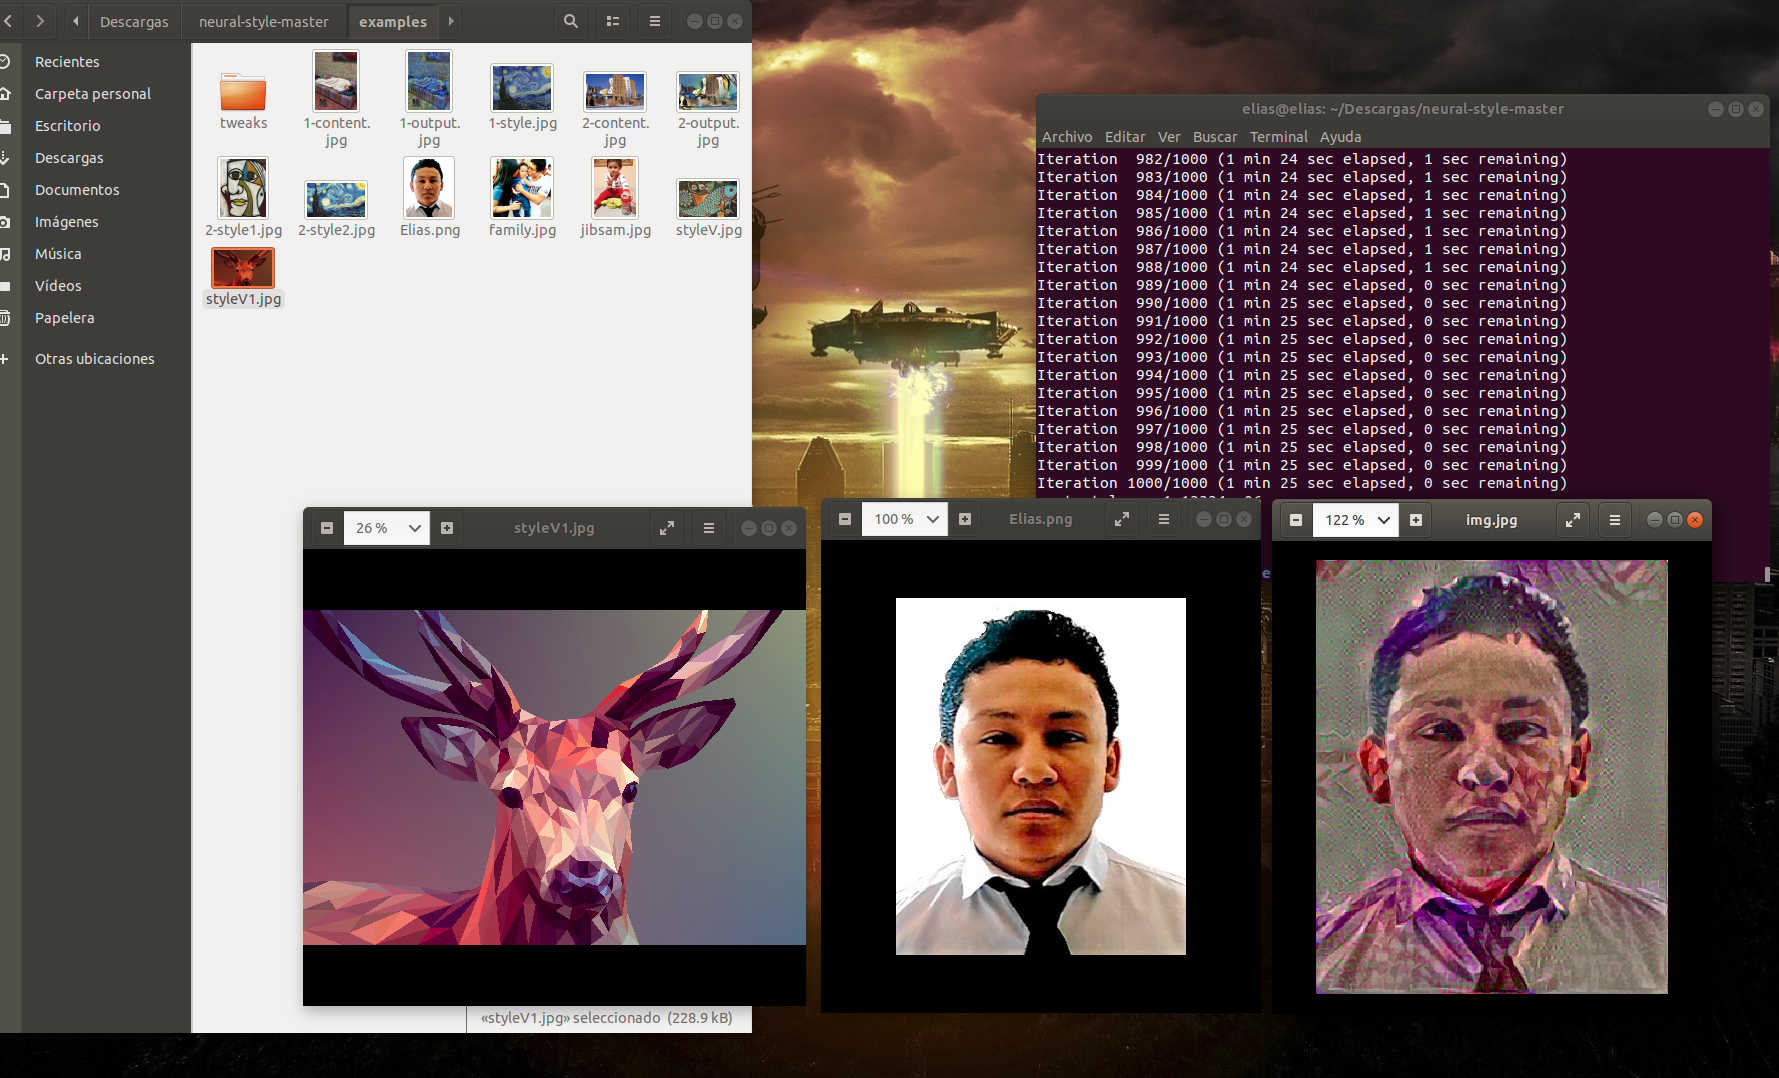 Descargas
neural-style-master
examples
Recientes
Carpeta personal
Escritorio
Descargas
Documentos
Imágenes
Música
Vídeos
Papelera
Otras ubicaciones
tweaks
1-content.
jpg
1-output.
jpg
1-style.jpg
2-content.
jpg
2-output.
jpg
2-style1.jpg
2-style2.jpg
Elias.png
family.jpg
jibsam.jpg
styleV.jpg
styleV1.jpg
elias@elias: ~/Descargas/neural-style-master
Archivo Editar Ver Buscar Terminal Ayuda
Iteration 982/1000 (1 min 24 sec elapsed, 1 sec remaining)
Iteration 983/1000 (1 min 24 sec elapsed, 1 sec remaining)
Iteration 984/1000 (1 min 24 sec elapsed, 1 sec remaining)
Iteration 985/1000 (1 min 24 sec elapsed, 1 sec remaining)
Iteration 986/1000 (1 min 24 sec elapsed, 1 sec remaining)
Iteration 987/1000 (1 min 24 sec elapsed, 1 sec remaining)
Iteration 988/1000 (1 min 24 sec elapsed, 1 sec remaining)
Iteration 989/1000 (1 min 24 sec elapsed, 0 sec remaining)
Iteration 990/1000 (1 min 25 sec elapsed, 0 sec remaining)
Iteration 991/1000 (1 min 25 sec elapsed, 0 sec remaining)
Iteration 992/1000 (1 min 25 sec elapsed, 0 sec remaining)
Iteration 993/1000 (1 min 25 sec elapsed, 0 sec remaining)
Iteration 994/1000 (1 min 25 sec elapsed, 0 sec remaining)
Iteration 995/1000 (1 min 25 sec elapsed, 0 sec remaining)
Iteration 996/1000 (1 min 25 sec elapsed, 0 sec remaining)
Iteration 997/1000 (1 min 25 sec elapsed, 0 sec remaining)
Iteration 998/1000 (1 min 25 sec elapsed, 0 sec remaining)
Iteration 999/1000 (1 min 25 sec elapsed, 0 sec remaining)
Iteration 1000/1000 (1 min 25 sec elapsed, 0 sec remaining)
e
26 %
styleV1.jpg
100 %
Elias.png
122 %
img.jpg
«styleV1.jpg» seleccionado (228.9 kB)